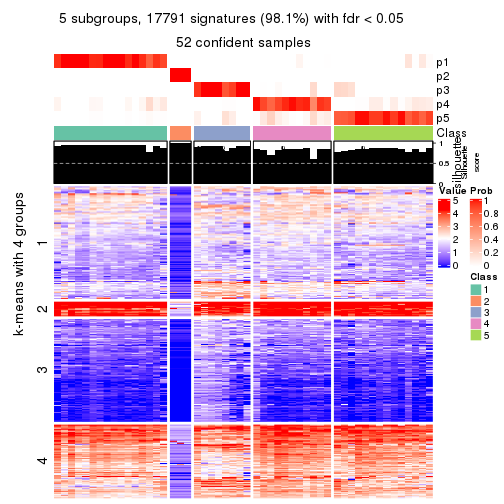 5 subgroups, 17791 signatures (98.1%) with fdr < 0.05
52 confident samples
p1
p2
p3
p4
p5
Class
1
0.5
0
silhouette
Silhouette
score
k-means with 4 groups
1
2
3
4
Value
5
4
3
2
1
0
Prob
1
0.8
0.6
0.4
0.2
0
Class
1
2
3
4
5